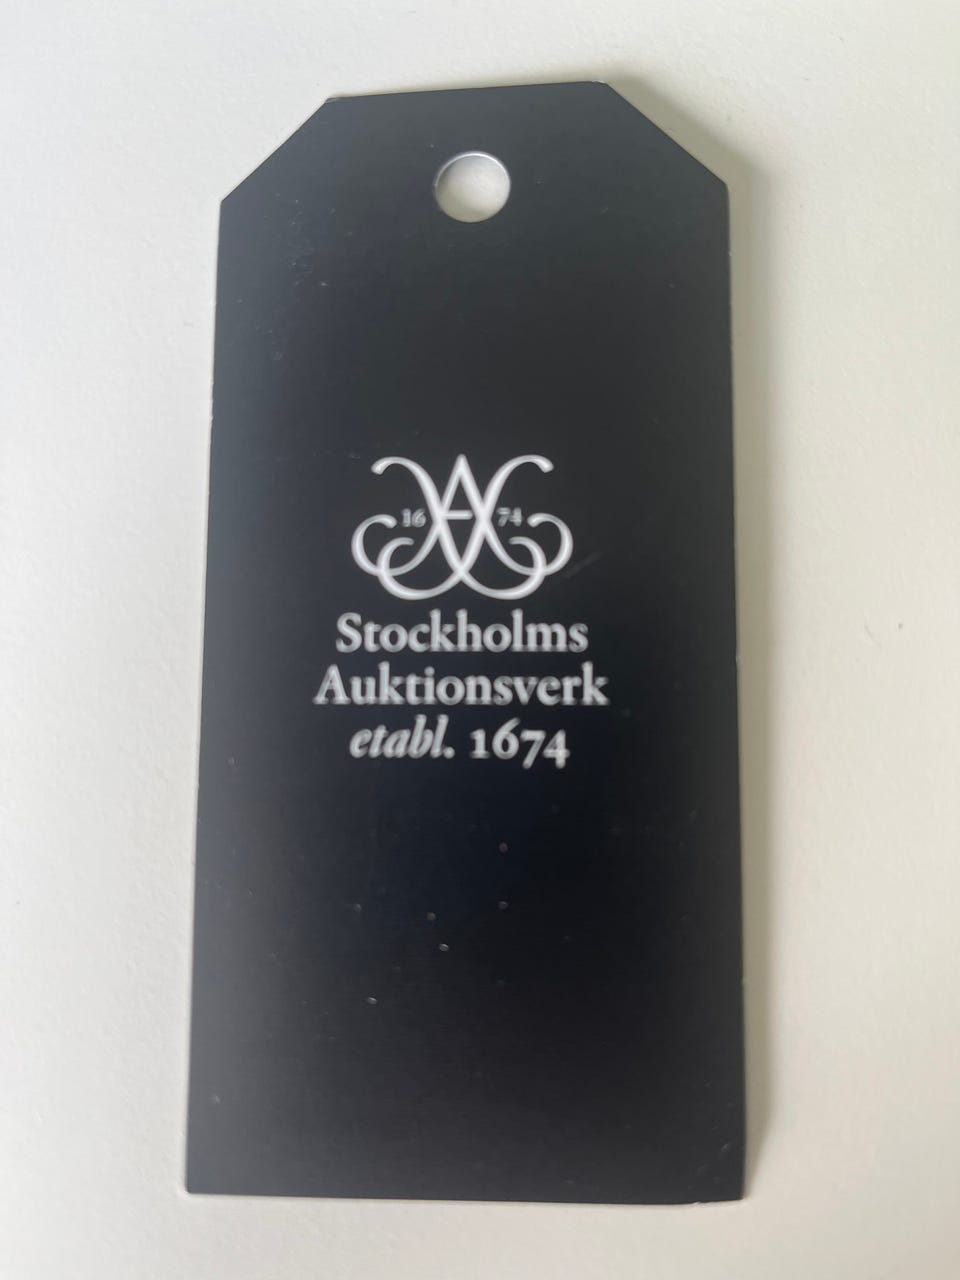 16 A 74
Stockholms
Auktionsverk
etabl. 1674